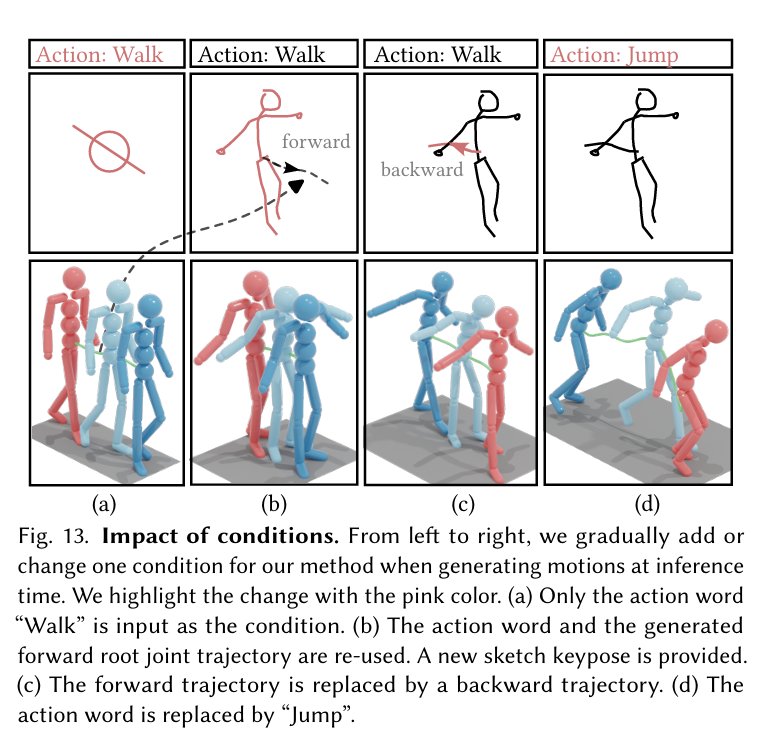 Action: Walk
Action: Walk
Action: Walk
Action: Jump
forward
backward
(a)
(b)
(c)
(d)
Fig. 13. Impact of conditions. From left to right, we gradually add or
change one condition for our method when generating motions at inference
time. We highlight the change with the pink color. (a) Only the action word
“Walk” is input as the condition. (b) The action word and the generated
forward root joint trajectory are re-used. A new sketch keypose is provided.
(c) The forward trajectory is replaced by a backward trajectory. (d) The
action word is replaced by “Jump”.